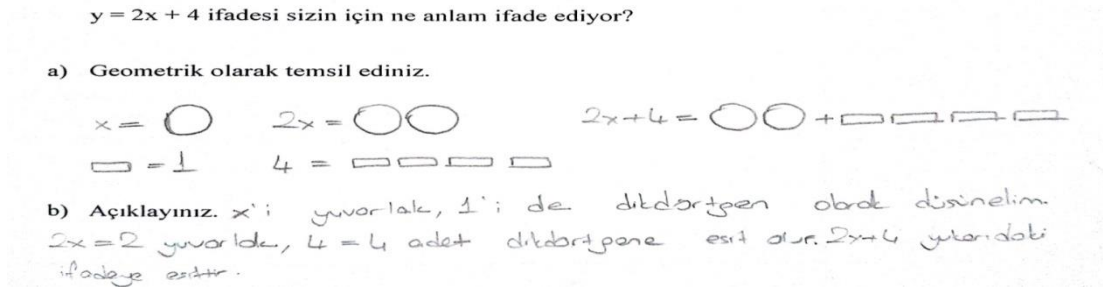 y = 2x + 4 ifadesi sizin için ne anlam ifade ediyor?
a) Geometrik olarak temsil ediniz.
x = 2x = 2x+4 = +
= 1 4 =
b) Açıklayınız. x'i yuvarlak, 1'i de dikdörtgen olarak düşünelim.
2x = 2 yuvarlak, 4 = 4 adet dikdörtgene eşit olur. 2x+4 yukarıdaki
ifadeye eşittir.